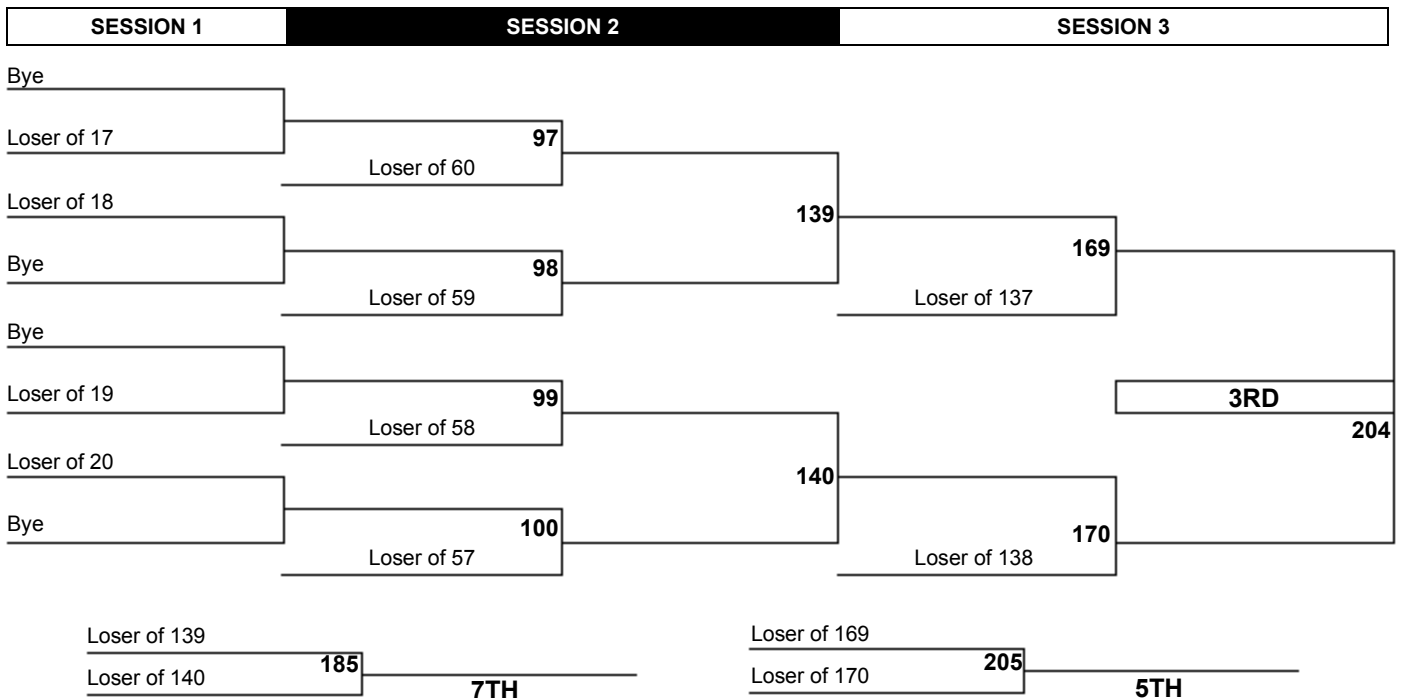 SESSION 1 SESSION 2 SESSION 3
Bye
Loser of 17
97
Loser of 60
Loser of 18
139
Bye
98
169
Loser of 59
Loser of 137
Bye
Loser of 19
99
3RD
Loser of 58
204
Loser of 20
140
Bye
100
170
Loser of 57
Loser of 138
Loser of 139
185
Loser of 140
7TH
Loser of 169
205
Loser of 170
5TH